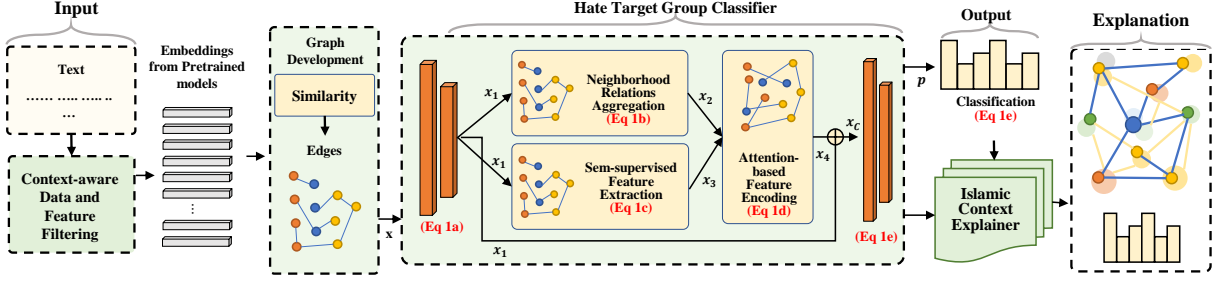 Input
Text
...... ..... ..... ..
...
Context-aware
Data and
Feature
Filtering
Embeddings
from Pretrained
models
Graph
Development
Similarity
Edges
x
Hate Target Group Classifier
(Eq 1a)
x1
x1
x1
Neighborhood
Relations
Aggregation
(Eq 1b)
Sem-supervised
Feature
Extraction
(Eq 1c)
x2
x3
Attention-
based
Feature
Encoding
(Eq 1d)
x4
xC
(Eq 1e)
p
Output
Classification
(Eq 1e)
Islamic
Context
Explainer
Explanation